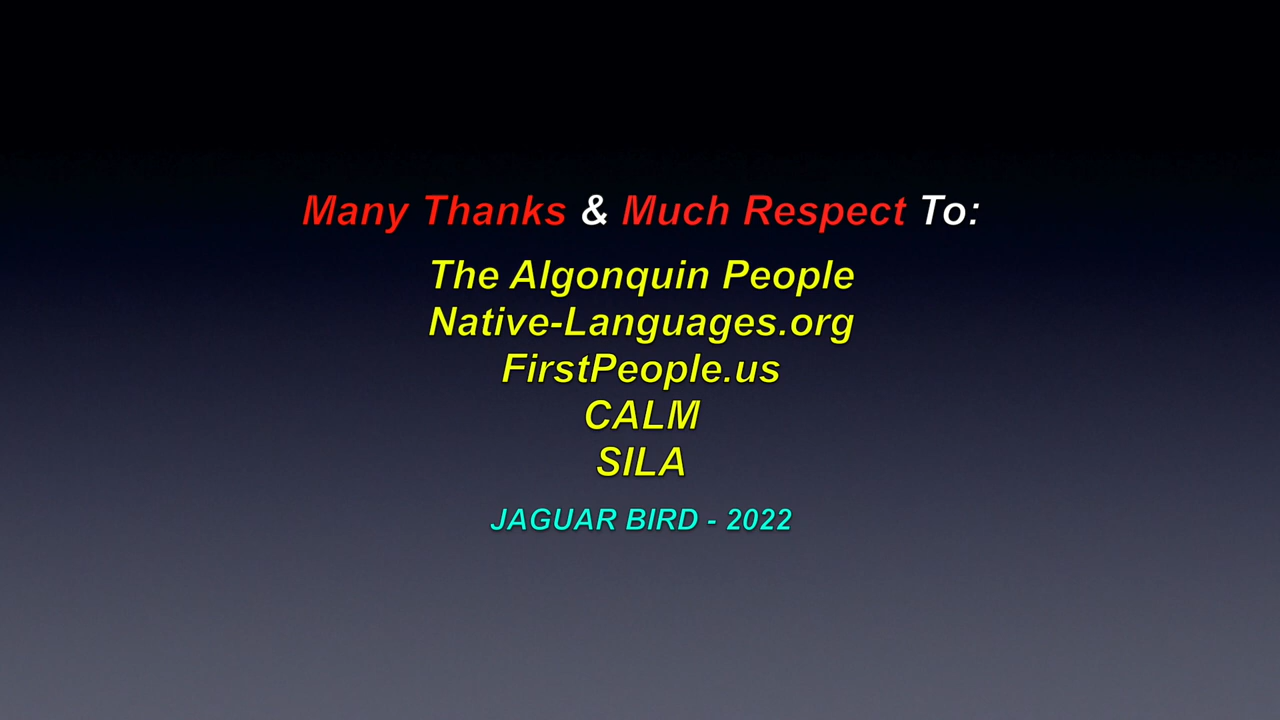 Many Thanks & Much Respect To:
The Algonquin People
Native-Languages.org
FirstPeople.us
CALM
SILA
JAGUAR BIRD - 2022